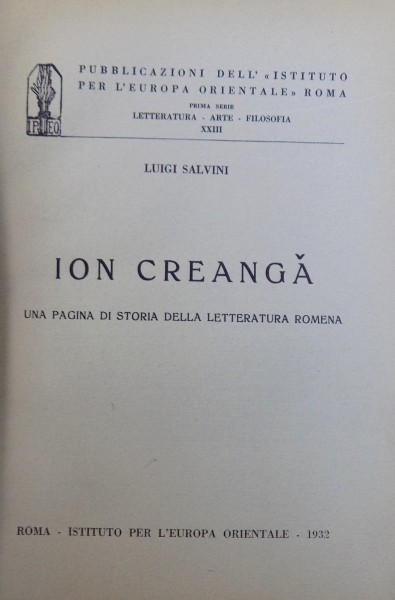 PUBBLICAZIONI DELL' «ISTITUTO
PER L'EUROPA ORIENTALE» ROMA
PRIMA SERIE
LETTERATURA - ARTE - FILOSOFIA
XXIII
I P E O
LUIGI SALVINI
ION CREANGǍ
UNA PAGINA DI STORIA DELLA LETTERATURA ROMENA
ROMA - ISTITUTO PER L'EUROPA ORIENTALE - 1932